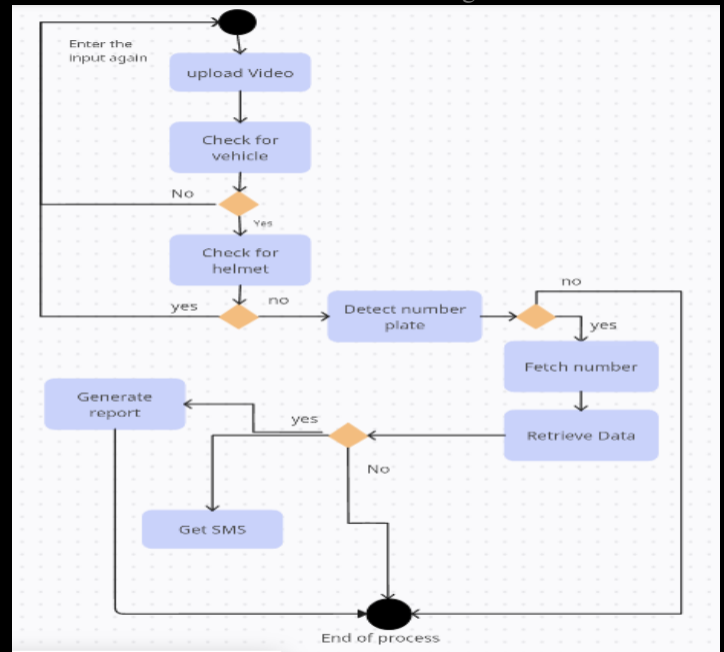 Enter the
input again
upload Video
Check for
vehicle
No
Yes
Check for
helmet
yes
no
Detect number
plate
no
yes
Fetch number
Retrieve Data
Generate
report
yes
No
Get SMS
End of process